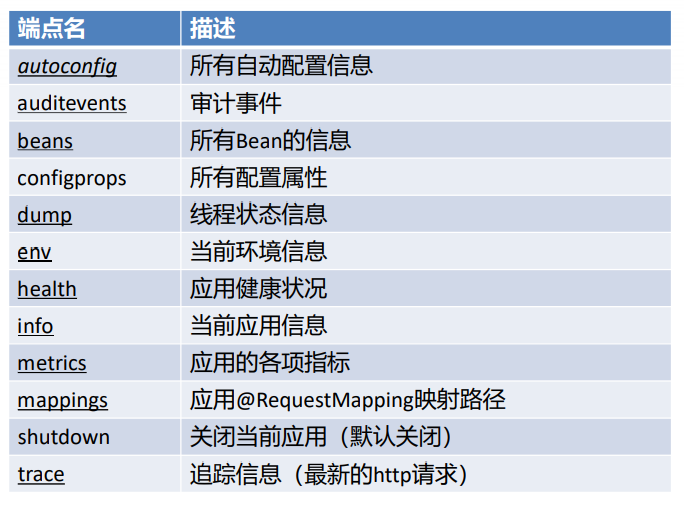 端点名 描述
autoconfig 所有自动配置信息
auditevents 审计事件
beans 所有Bean的信息
configprops 所有配置属性
dump 线程状态信息
env 当前环境信息
health 应用健康状况
info 当前应用信息
metrics 应用的各项指标
mappings 应用@RequestMapping映射路径
shutdown 关闭当前应用（默认关闭）
trace 追踪信息（最新的http请求）